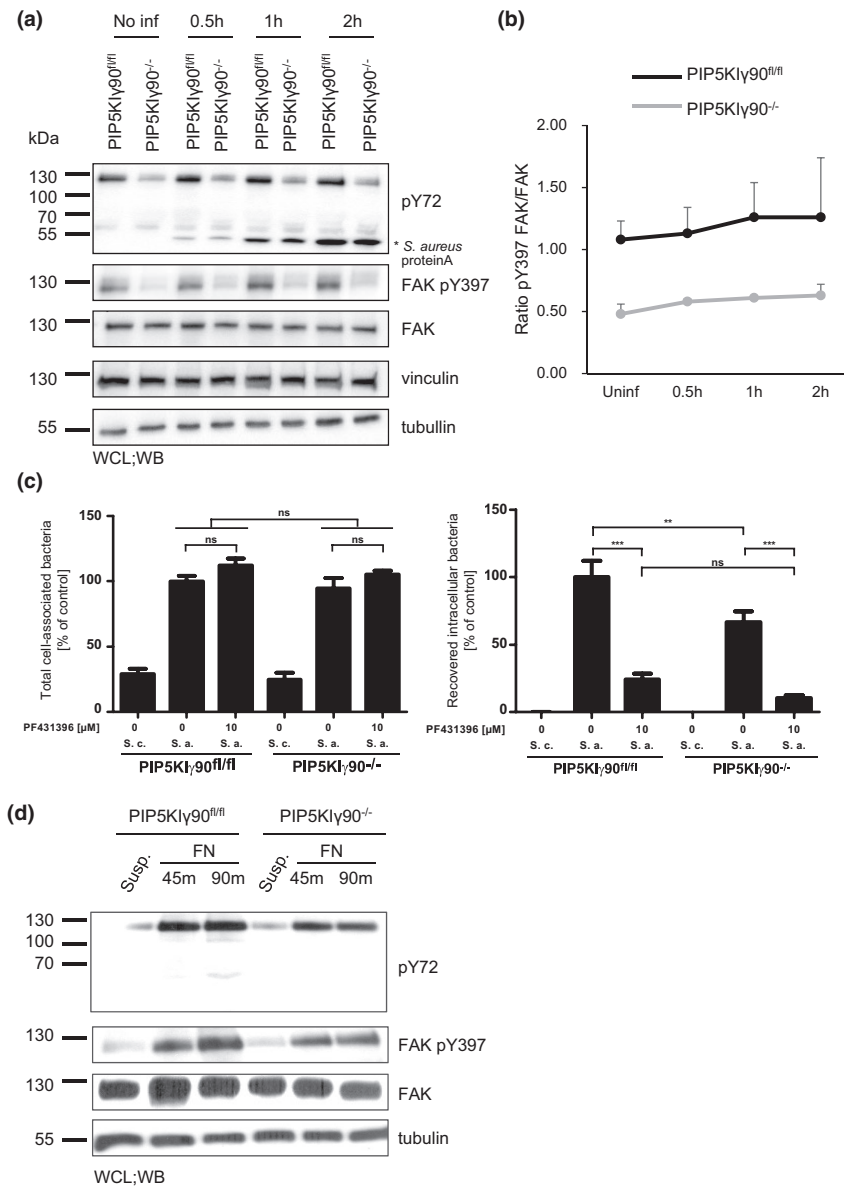 (a)
No inf 0.5h 1h 2h
PIP5KIγ90fl/fl PIP5KIγ90-/- PIP5KIγ90fl/fl PIP5KIγ90-/- PIP5KIγ90fl/fl PIP5KIγ90-/- PIP5KIγ90fl/fl PIP5KIγ90-/-
kDa
130
100
70
55
pY72
* S. aureus
proteinA
130 FAK pY397
130 FAK
130 vinculin
55 tubullin
WCL;WB
(b)
PIP5KIγ90fl/fl
PIP5KIγ90-/-
Ratio pY397 FAK/FAK
2.00
1.50
1.00
0.50
0.00
Uninf 0.5h 1h 2h
(c)
Total cell-associated bacteria
[% of control]
150
100
50
0
ns
ns ns
PF431396 [µM] 0 0 10 0 0 10
S. c. S. a. S. a. S. c. S. a. S. a.
PIP5KIγ90fl/fl PIP5KIγ90-/-
Recovered intracellular bacteria
[% of control]
150
100
50
0
**
*** ***
ns
PF431396 [µM] 0 0 10 0 0 10
S. c. S. a. S. a. S. c. S. a. S. a.
PIP5KIγ90fl/fl PIP5KIγ90-/-
(d)
PIP5KIγ90fl/fl PIP5KIγ90-/-
Susp. FN Susp. FN
45m 90m 45m 90m
130
100
70
pY72
130 FAK pY397
130 FAK
55 tubulin
WCL;WB